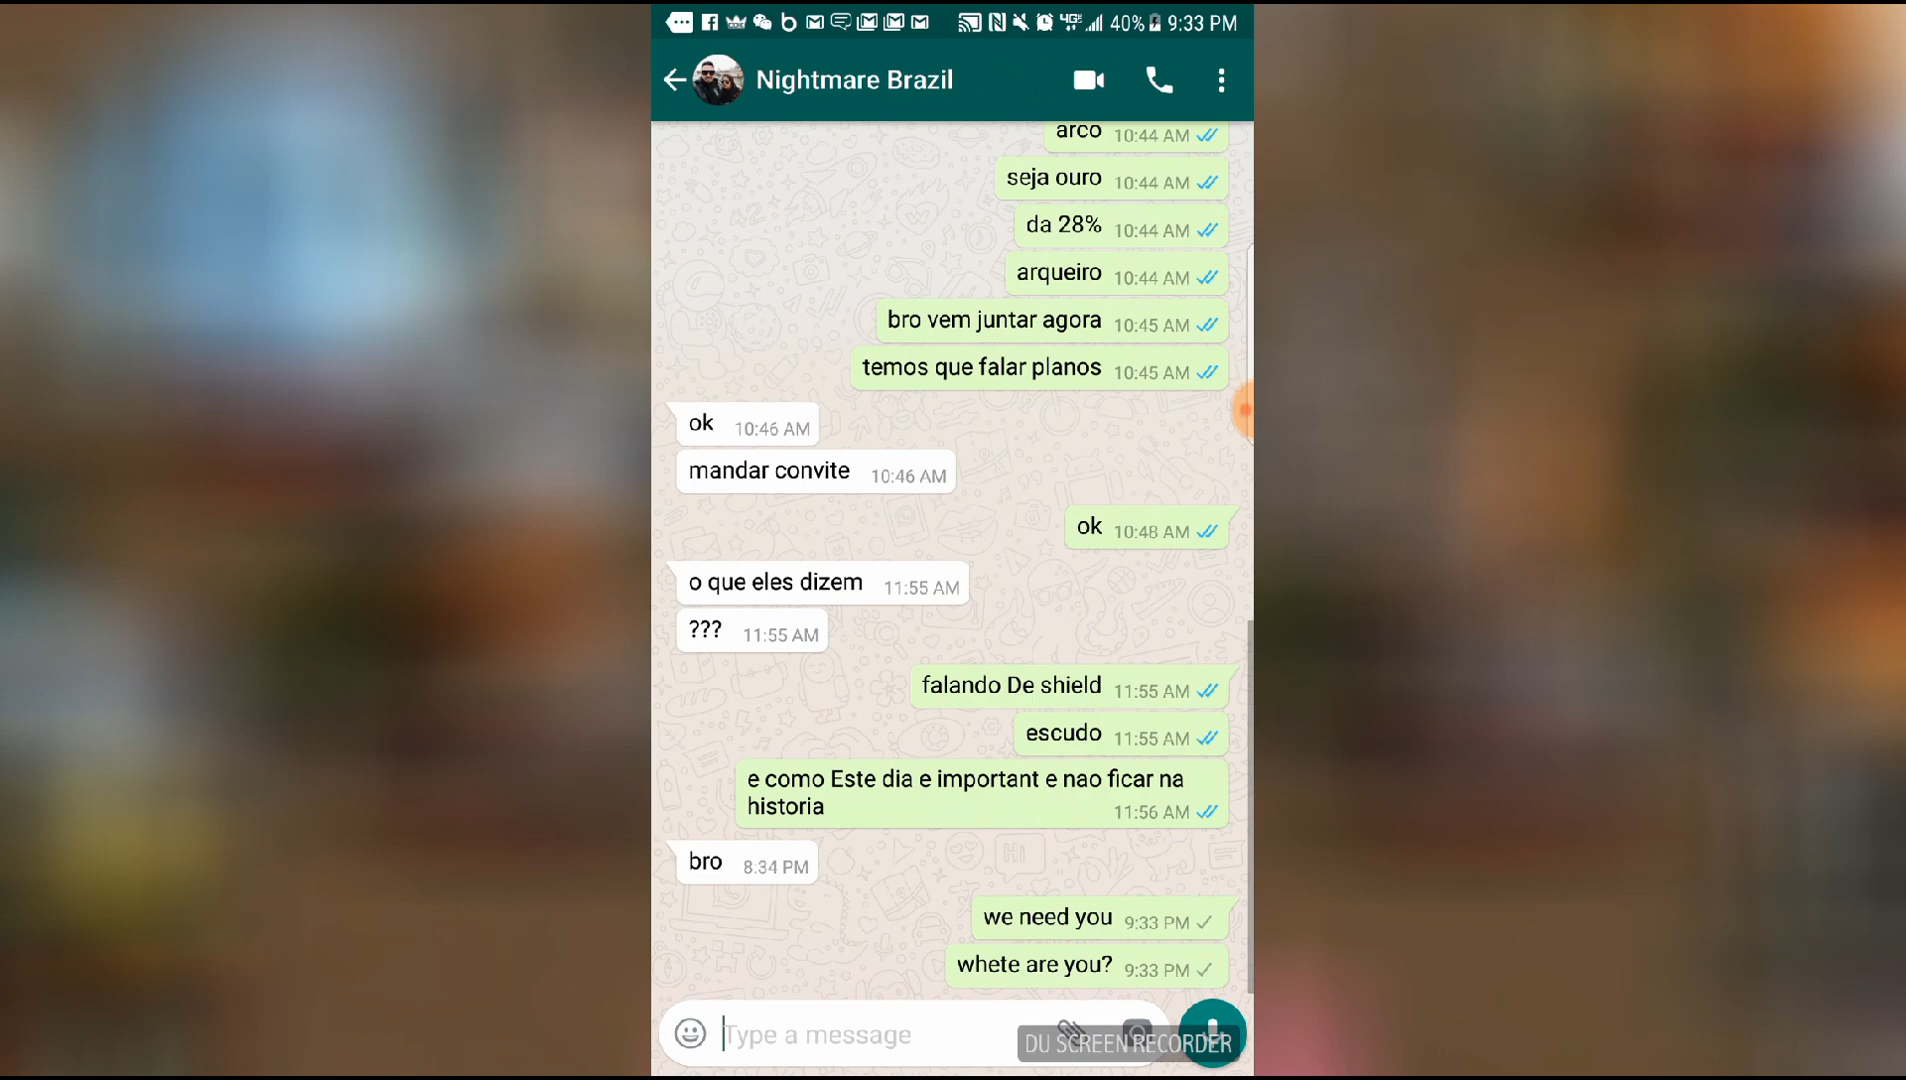 40% 9:33 PM
Nightmare Brazil
arco 10:44 AM
seja ouro 10:44 AM
da 28% 10:44 AM
arqueiro 10:44 AM
bro vem juntar agora 10:45 AM
temos que falar planos 10:45 AM
ok 10:46 AM
mandar convite 10:46 AM
ok 10:48 AM
o que eles dizem 11:55 AM
??? 11:55 AM
falando De shield 11:55 AM
escudo 11:55 AM
e como Este dia e important e nao ficar na
historia 11:56 AM
bro 8:34 PM
we need you 9:33 PM
whete are you? 9:33 PM
Type a message
DU SCREEN RECORDER